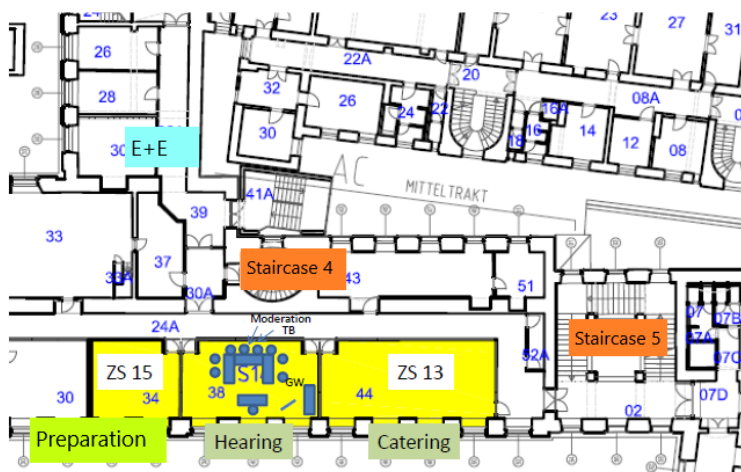 24
23
27
31
26
22A
20
32
26
24
22
16A
08A
28
16
14
18
12
08
30
30
E+E
41A
AC
MITTELTRAKT
39
33
37
Staircase 4
43
51
33A
30A
07
07B
Moderation
TB
24A
Staircase 5
07A
52A
07C
ZS 15
S1
ZS 13
GW
30
34
38
44
02
07D
Preparation
Hearing
Catering